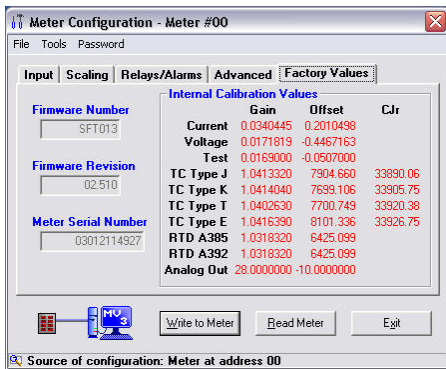 Meter Configuration - Meter #00
File Tools Password
Input Scaling Relays/Alarms Advanced Factory Values
Internal Calibration Values
Firmware Number
SFT013
Firmware Revision
02.510
Meter Serial Number
03012114927
Gain Offset CJr
Current 0.0340445 0.2010498
Voltage 0.0171819 -0.4467163
Test 0.0169000 -0.0507000
TC Type J 1.0413320 7904.660 33890.06
TC Type K 1.0414040 7699.106 33905.75
TC Type T 1.0402630 7700.749 33920.38
TC Type E 1.0416390 8101.336 33926.75
RTD A385 1.0318320 6425.099
RTD A392 1.0318320 6425.099
Analog Out 28.0000000 -10.0000000
MV 3
Write to Meter Read Meter Exit
Source of configuration: Meter at address 00